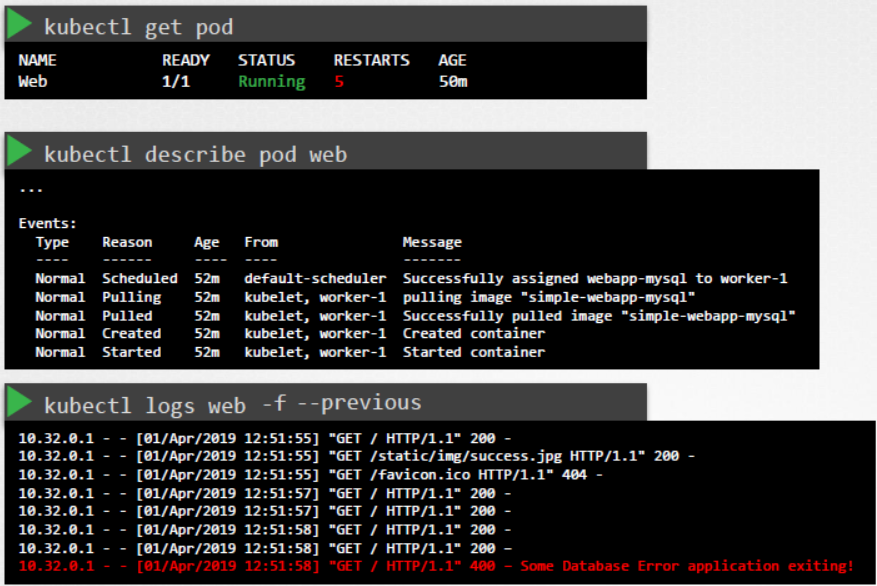 kubectl get pod
NAME READY STATUS RESTARTS AGE
Web 1/1 Running 5 50m
kubectl describe pod web
...
Events:
Type Reason Age From Message
---- ------ ---- ---- -------
Normal Scheduled 52m default-scheduler Successfully assigned webapp-mysql to worker-1
Normal Pulling 52m kubelet, worker-1 pulling image "simple-webapp-mysql"
Normal Pulled 52m kubelet, worker-1 Successfully pulled image "simple-webapp-mysql"
Normal Created 52m kubelet, worker-1 Created container
Normal Started 52m kubelet, worker-1 Started container
kubectl logs web -f --previous
10.32.0.1 - - [01/Apr/2019 12:51:55] "GET / HTTP/1.1" 200 -
10.32.0.1 - - [01/Apr/2019 12:51:55] "GET /static/img/success.jpg HTTP/1.1" 200 -
10.32.0.1 - - [01/Apr/2019 12:51:55] "GET /favicon.ico HTTP/1.1" 404 -
10.32.0.1 - - [01/Apr/2019 12:51:57] "GET / HTTP/1.1" 200 -
10.32.0.1 - - [01/Apr/2019 12:51:57] "GET / HTTP/1.1" 200 -
10.32.0.1 - - [01/Apr/2019 12:51:58] "GET / HTTP/1.1" 200 -
10.32.0.1 - - [01/Apr/2019 12:51:58] "GET / HTTP/1.1" 200 –
10.32.0.1 - - [01/Apr/2019 12:51:58] "GET / HTTP/1.1" 400 – Some Database Error application exiting!